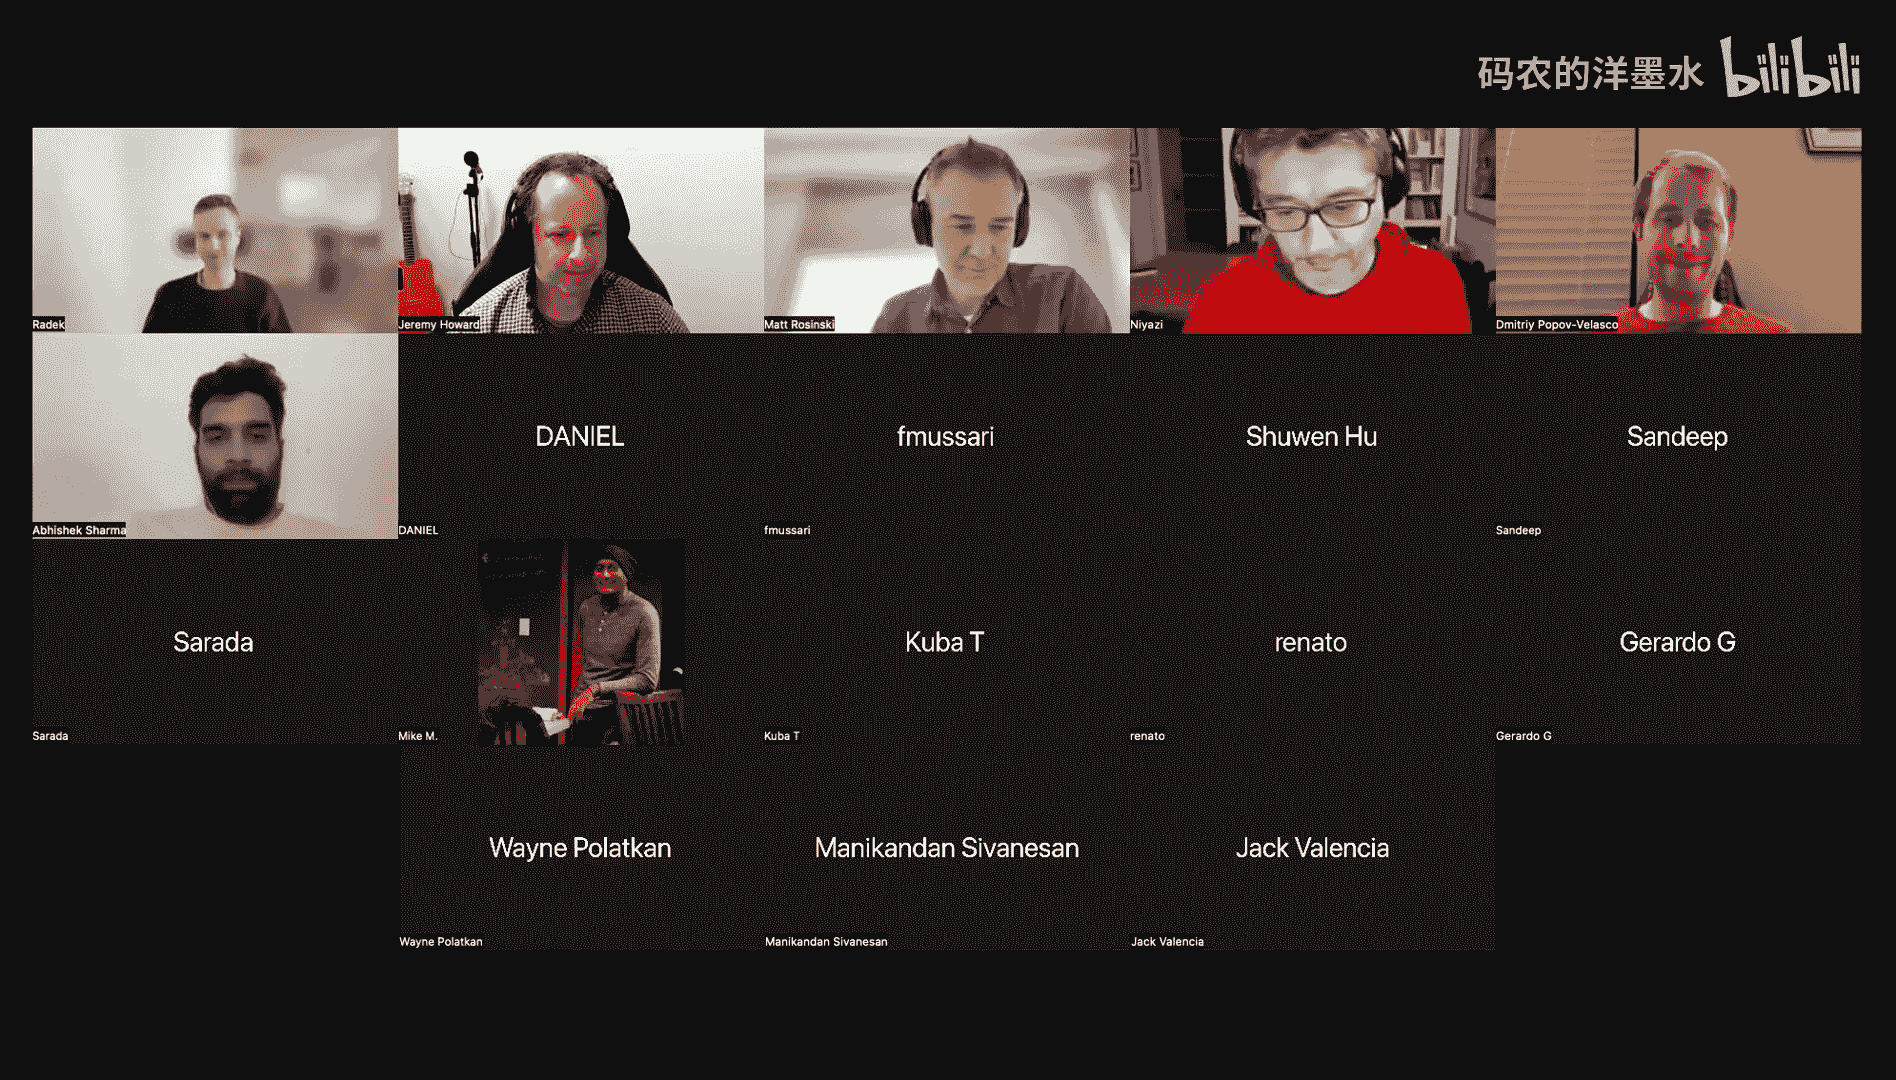 码农的洋墨水 bilibili
Radek
Jeremy Howard
Matt Rosinski
Niyazi
Dmitriy Popov-Velasco
DANIEL
fmussari
Shuwen Hu
Sandeep
Abhishek Sharma
DANIEL
fmussari
Sandeep
Sarada
Kuba T
renato
Gerardo G
Sarada
Mike M.
Kuba T
renato
Gerardo G
Wayne Polatkan
Manikandan Sivanesan
Jack Valencia
Wayne Polatkan
Manikandan Sivanesan
Jack Valencia